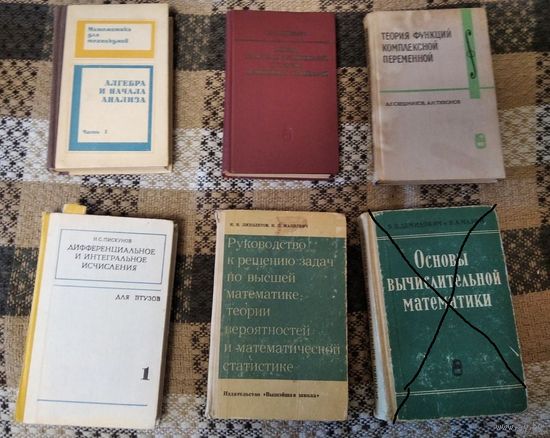 Математика
для
техникумов
АЛГЕБРА
И НАЧАЛА
АНАЛИЗА
Часть 1
ТЕОРИЯ ФУНКЦИЙ
КОМПЛЕКСНОЙ
ПЕРЕМЕННОЙ
А.Г.СВЕШНИКОВ, А.Н.ТИХОНОВ
Н.С.ПИСКУНОВ
ДИФФЕРЕНЦИАЛЬНОЕ
И ИНТЕГРАЛЬНОЕ
ИСЧИСЛЕНИЯ
ДЛЯ ВТУЗОВ
1
Руководство
к решению задач
по высшей
математике,
теории
вероятностей
и математической
статистике
Издательство «Вышэйшая школа»
Б.П.ДЕМИДОВИЧ И
Основы
вычислительной
математики